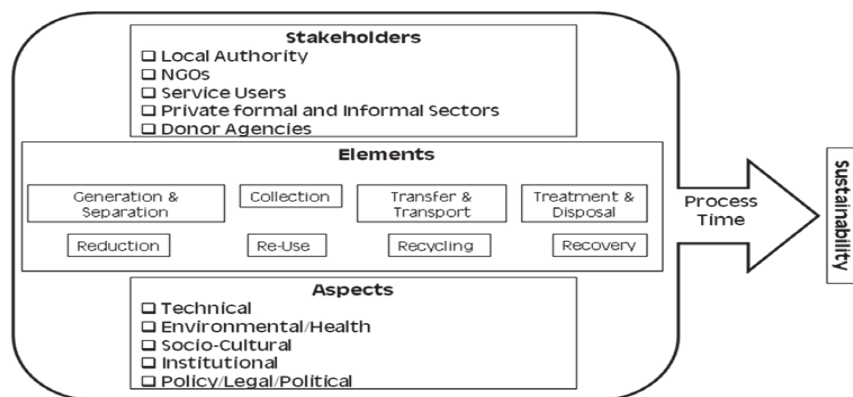 Stakeholders
❑ Local Authority
❑ NGOs
❑ Service Users
❑ Private formal and Informal Sectors
❑ Donor Agencies
Elements
Generation &
Separation
Collection
Transfer &
Transport
Treatment &
Disposal
Reduction
Re-Use
Recycling
Recovery
Aspects
❑ Technical
❑ Environmental/Health
❑ Socio-Cultural
❑ Institutional
❑ Policy/Legal/Political
Process
Time
Sustainability